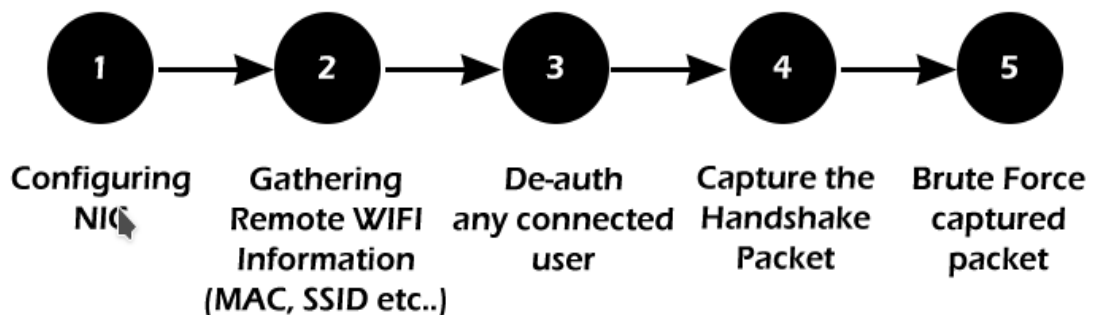 1
2
3
4
5
Configuring
NIC
Gathering
Remote WIFI
Information
(MAC, SSID etc..)
De-auth
any connected
user
Capture the
Handshake
Packet
Brute Force
captured
packet